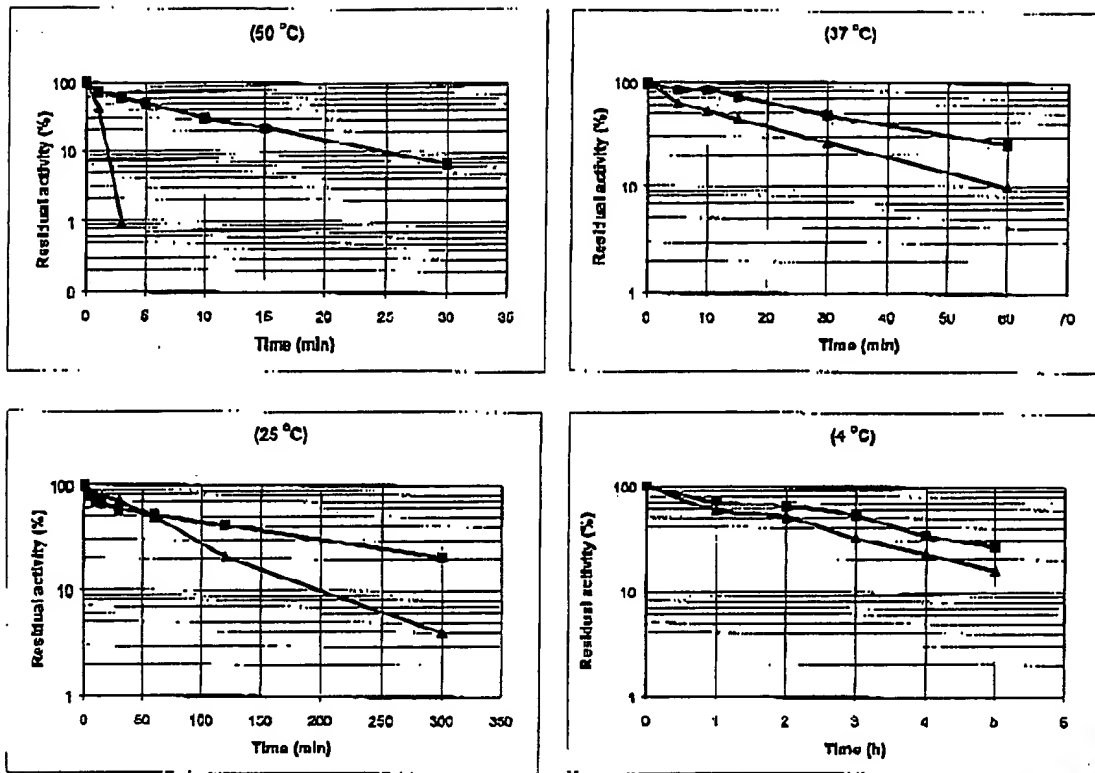 (50 °C)
Residual activity (%)
100
10
1
0
0 5 10 15 20 25 30 35
Time (min)
(37 °C)
Residual activity (%)
100
10
1
0 10 20 30 40 50 60 70
Time (min)
(25 °C)
Residual activity (%)
100
10
1
0 50 100 150 200 250 300 350
Time (min)
(4 °C)
Residual activity (%)
100
10
1
0 1 2 3 4 5 6
Time (h)